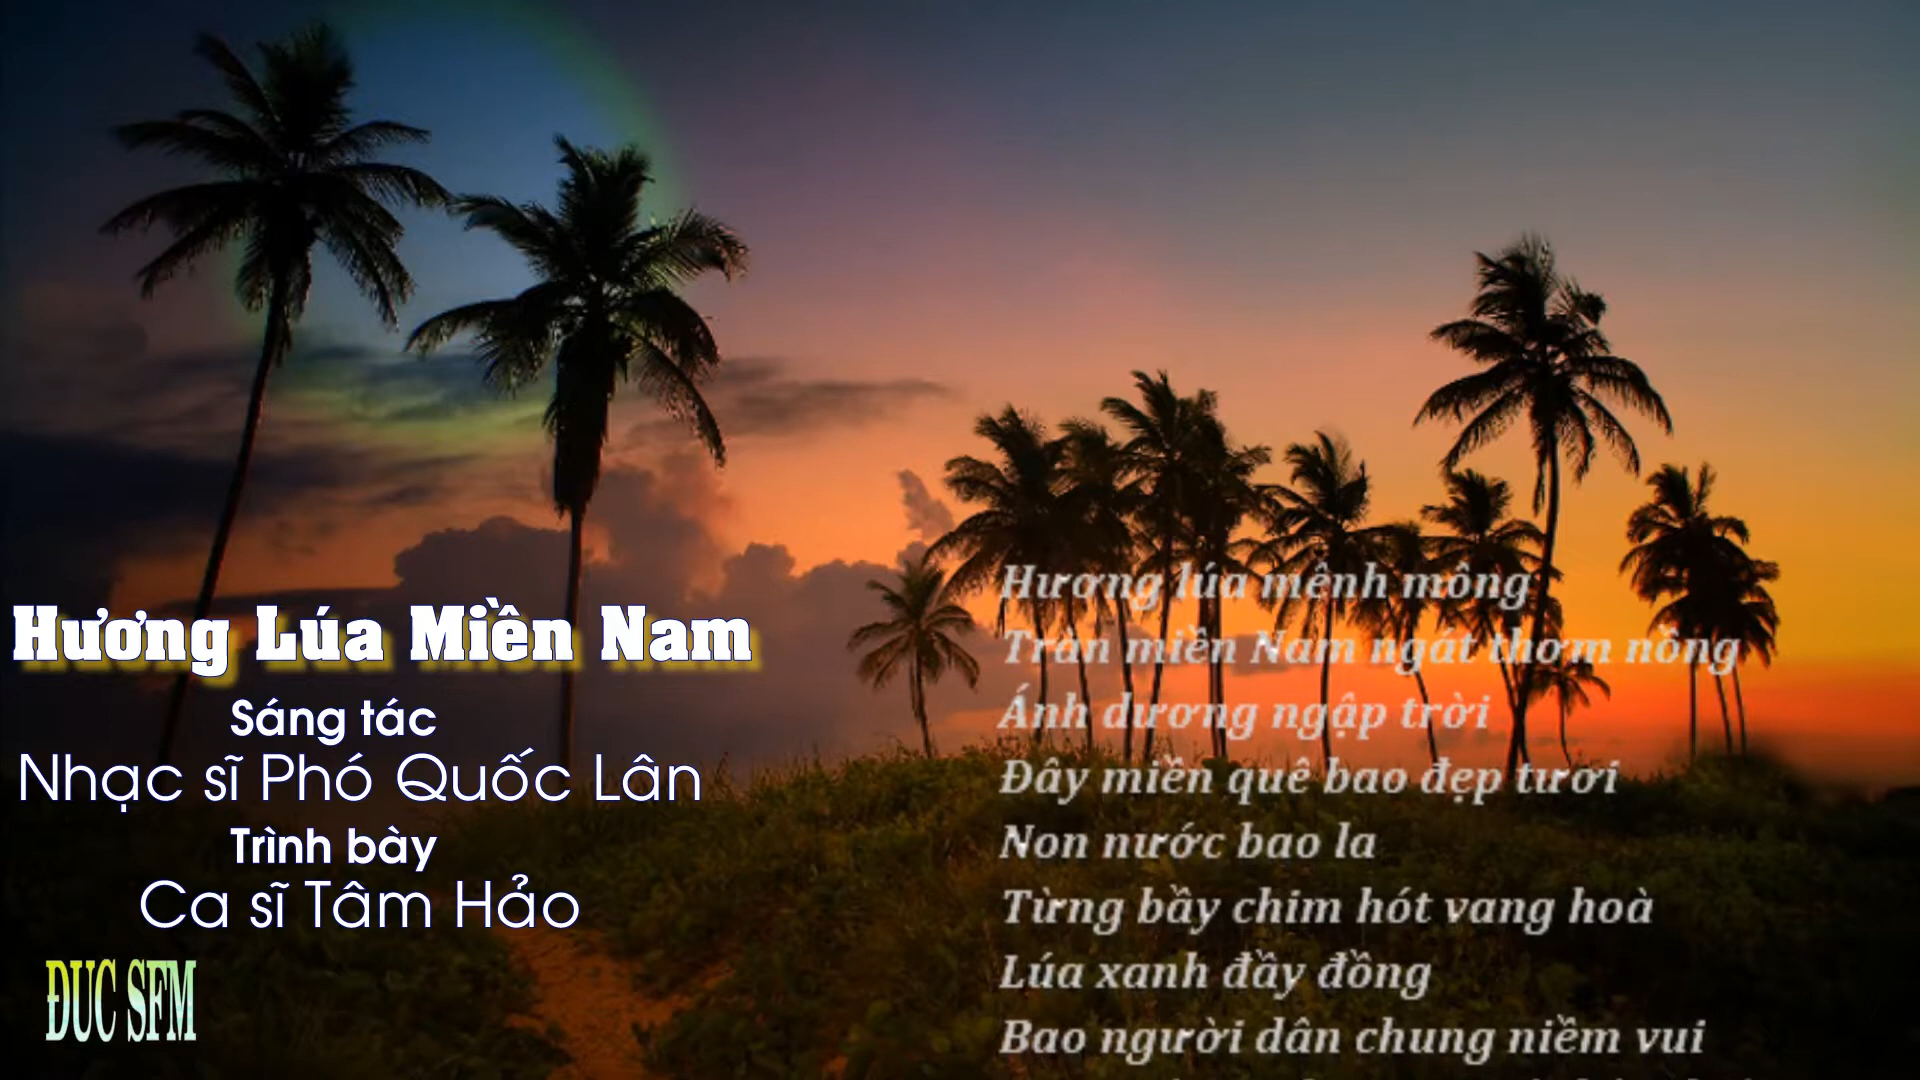 Hương Lúa Miền Nam
Sáng tác
Nhạc sĩ Phó Quốc Lân
Trình bày
Ca sĩ Tâm Hảo
ĐUC SFM
Hương lúa mênh mông
Tràn miền Nam ngát thơm nồng
Ánh dương ngập trời
Đây miền quê bao đẹp tươi
Non nước bao la
Từng bầy chim hót vang hoà
Lúa xanh đầy đồng
Bao người dân chung niềm vui